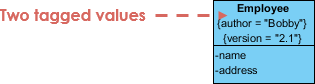 Two tagged values
Employee
{author = "Bobby"}
{version = "2.1"}
-name
-address